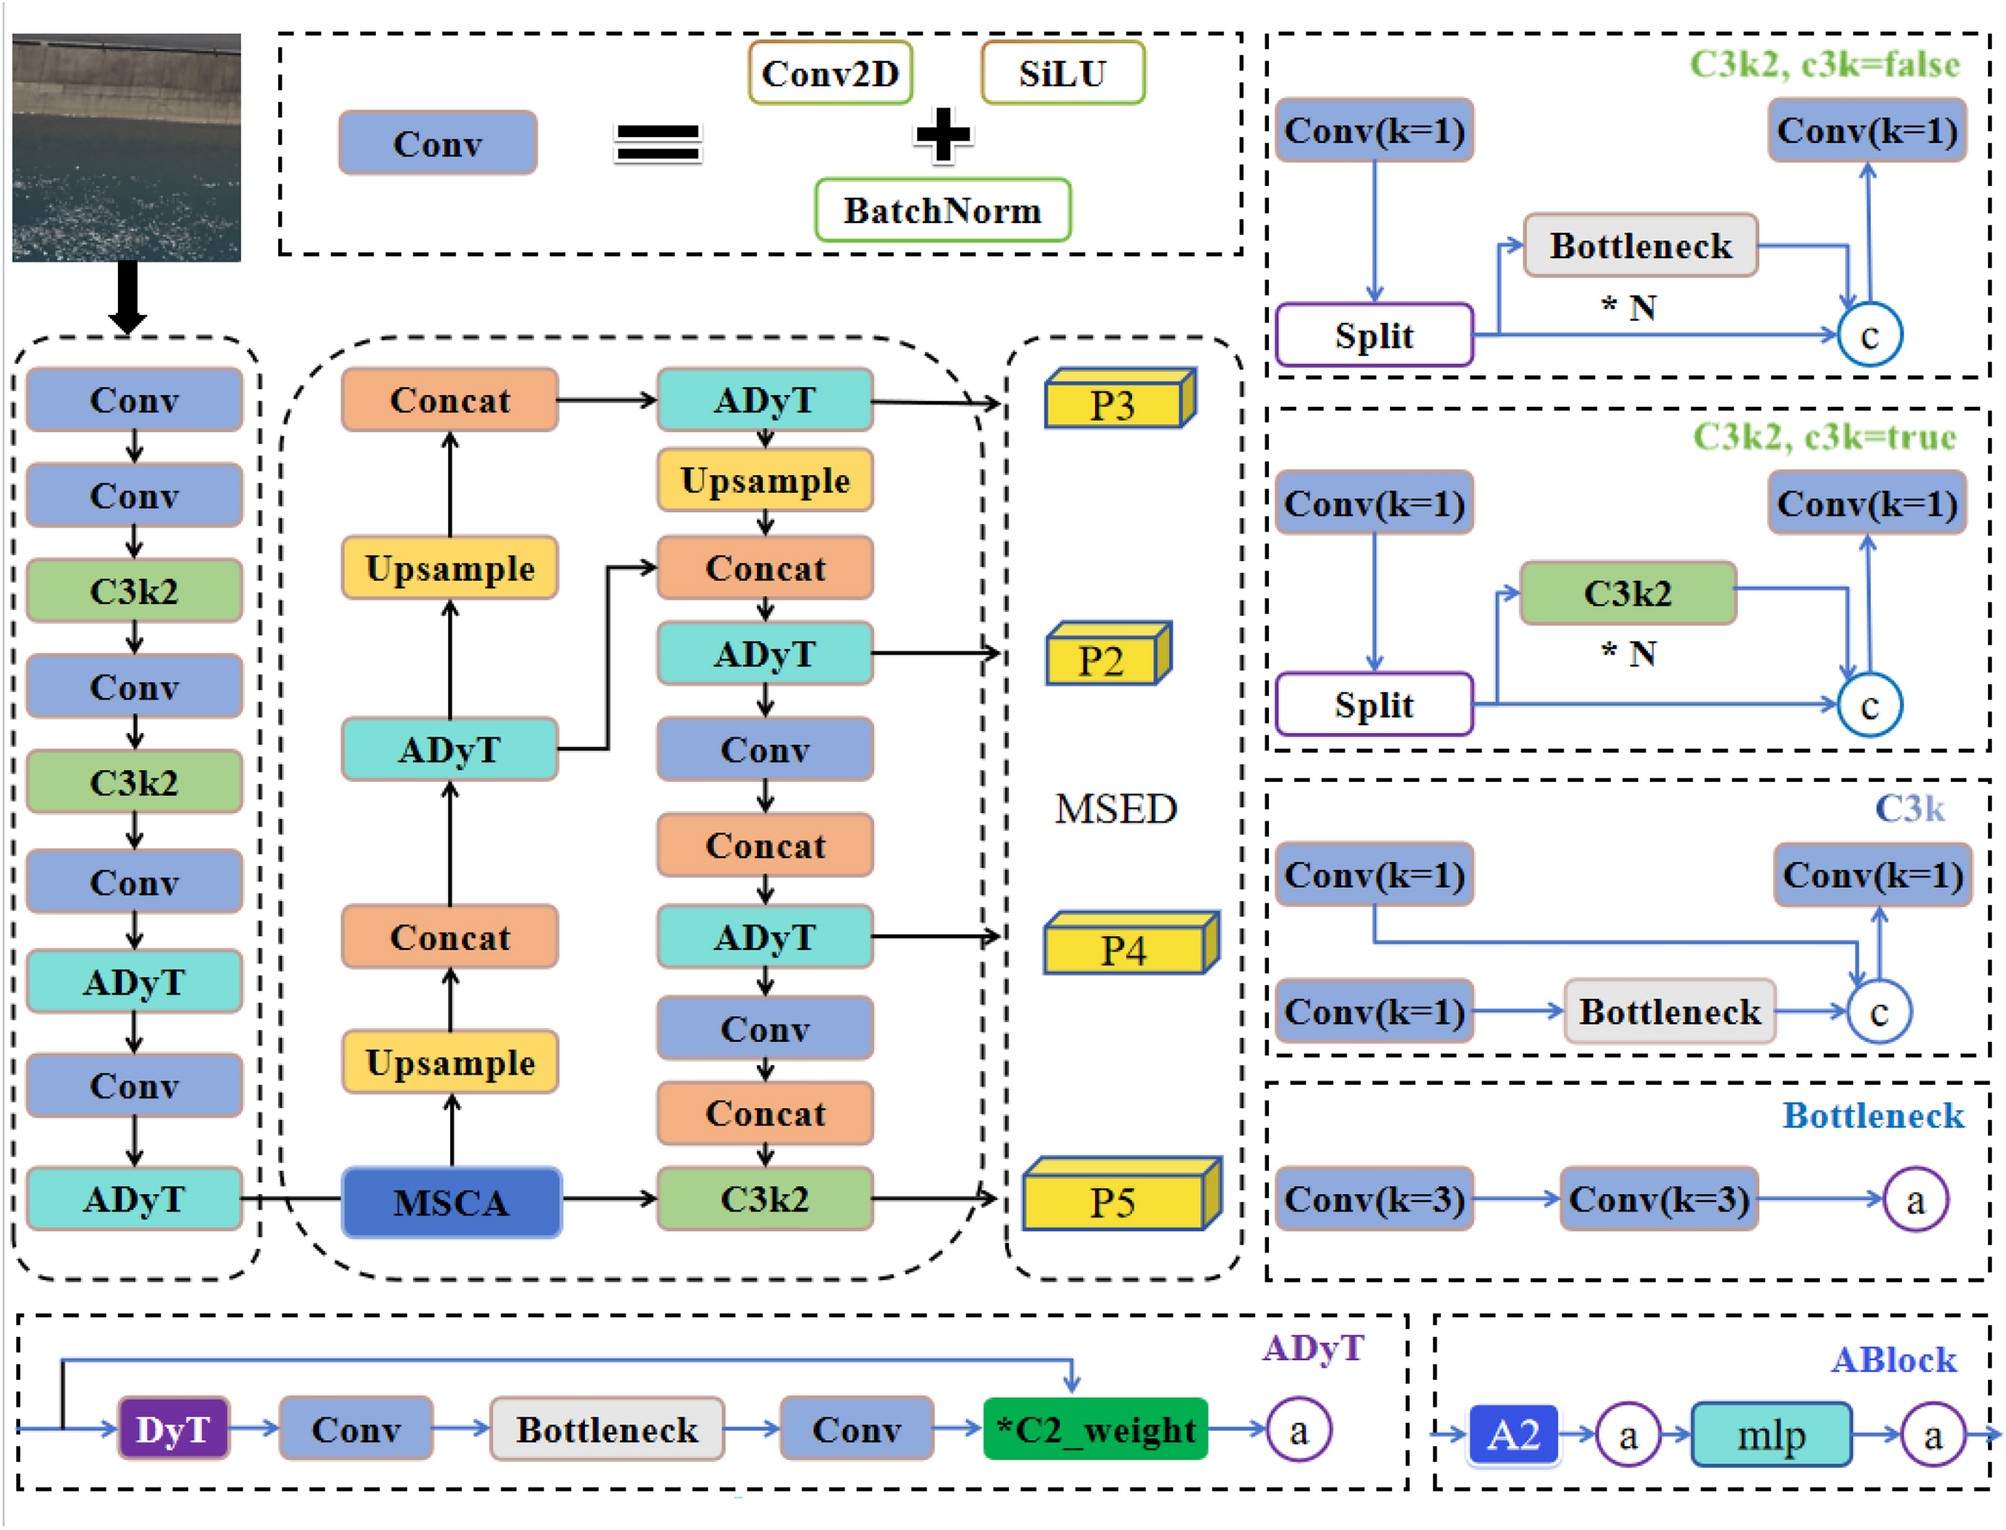 Conv
Conv2D
SiLU
BatchNorm
Conv
Conv
C3k2
Conv
C3k2
Conv
ADyT
Conv
ADyT
Concat
Upsample
ADyT
Concat
Upsample
MSCA
ADyT
Upsample
Concat
ADyT
Conv
Concat
ADyT
Conv
Concat
C3k2
P3
P2
MSED
P4
P5
C3k2, c3k=false
Conv(k=1)
Conv(k=1)
Bottleneck
* N
Split
c
C3k2, c3k=true
Conv(k=1)
Conv(k=1)
C3k2
* N
Split
c
C3k
Conv(k=1)
Conv(k=1)
Conv(k=1)
Bottleneck
c
Bottleneck
Conv(k=3)
Conv(k=3)
a
ADyT
DyT
Conv
Bottleneck
Conv
*C2_weight
a
ABlock
A2
a
mlp
a